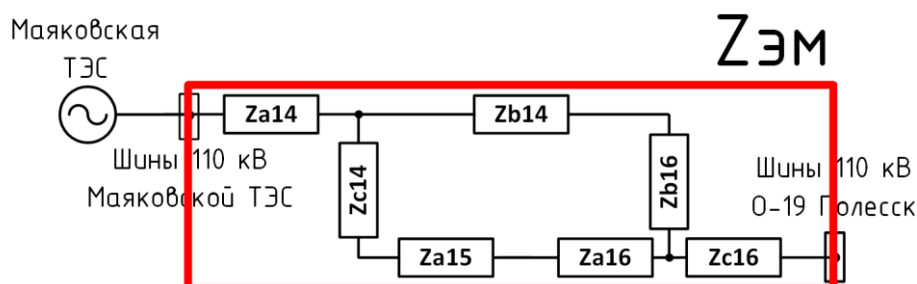 Маяковская
ТЭС
Zэм
Za14
Zb14
Шины 110 кВ
Маяковской ТЭС
Zc14
Zb16
Шины 110 кВ
О-19 Полесск
Za15
Za16
Zc16